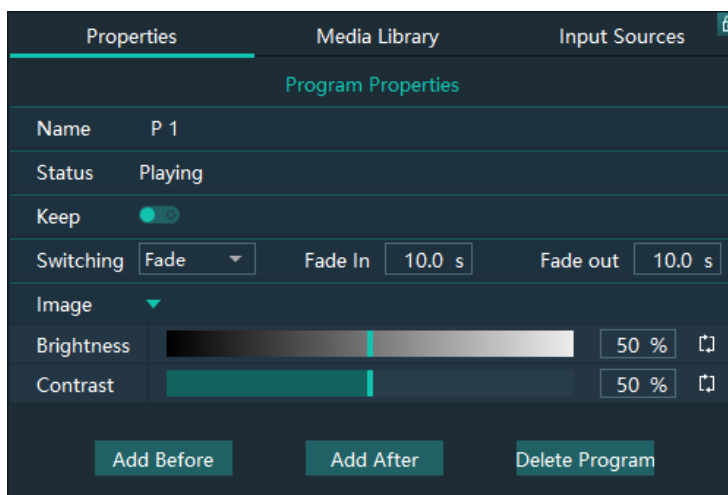 Properties Media Library Input Sources
Program Properties
Name P 1
Status Playing
Keep
Switching Fade Fade In 10.0 s Fade out 10.0 s
Image
Brightness 50 %
Contrast 50 %
Add Before Add After Delete Program